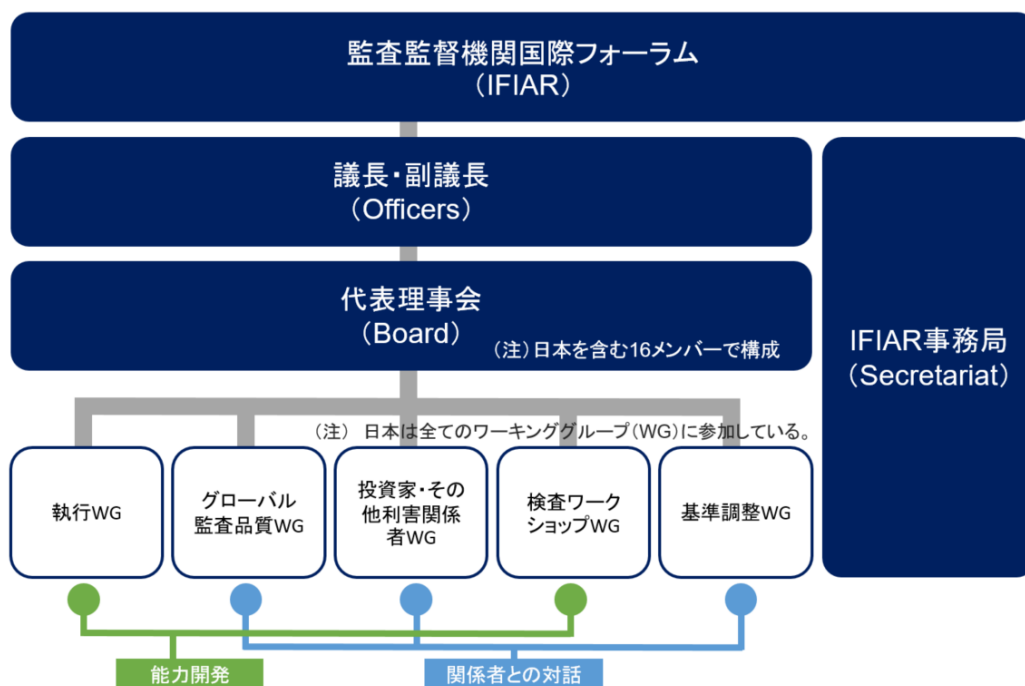 監査監督機関国際フォーラム
(IFIAR)
議長・副議長
(Officers)
代表理事会
(Board)
(注)日本を含む16メンバーで構成
IFIAR事務局
(Secretariat)
(注) 日本は全てのワーキンググループ(WG)に参加している。
執行WG
グローバル
監査品質WG
投資家・その
他利害関係
者WG
検査ワーク
ショップWG
基準調整WG
能力開発
関係者との対話